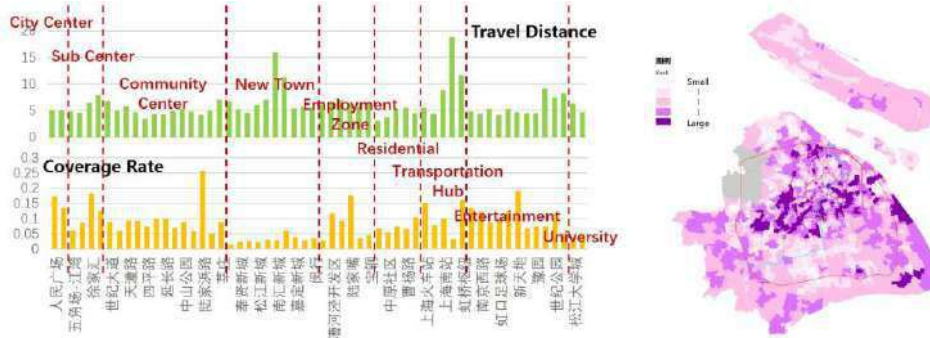 City Center
Sub Center
Community Center
New Town
Employment Zone
Residential
Transportation Hub
Entertainment
University
Travel Distance
20
15
10
5
0
Coverage Rate
0.3
0.25
0.2
0.15
0.1
0.05
0
人民广场
五角场-江湾
徐家汇
世纪大道
天潼路
四平路
延长路
中山公园
陆家浜路
莘庄
奉贤新城
松江新城
南汇新城
嘉定新城
闵行
漕河泾开发区
陆家嘴
中原社区
曹杨路
上海火车站
上海南站
虹桥枢纽
南京西路
虹口足球场
新天地
豫园
世纪公园
松江大学城
Small
Large